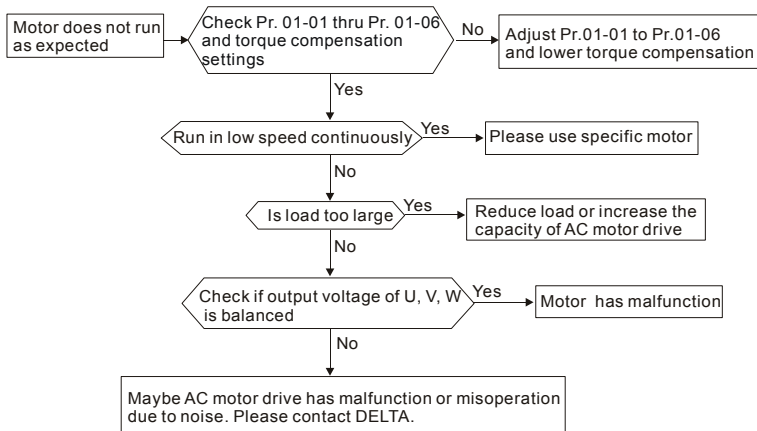 Motor does not run
as expected
Check Pr. 01-01 thru Pr. 01-06
and torque compensation
settings
No
Adjust Pr.01-01 to Pr.01-06
and lower torque compensation
Yes
Run in low speed continuously
Yes
Please use specific motor
No
Is load too large
Yes
Reduce load or increase the
capacity of AC motor drive
No
Check if output voltage of U, V, W
is balanced
Yes
Motor has malfunction
No
Maybe AC motor drive has malfunction or misoperation
due to noise. Please contact DELTA.